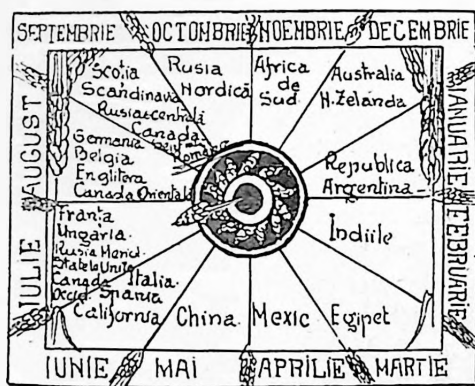 SEPTEMBRIE
OCTOMBRIE
NOEMBRIE
DECEMBRIE
IANUARIE
FEBRUARIE
MARTIE
APRILIE
MAI
IUNIE
IULIE
AUGUST
Scoția
Scandinava
Rusia centrală
Canada
Rusia
Nordică
Africa
de
Sud.
Australia
N. Zelanda
Republica
Argentina
Indiile
Egipet
Mexic
China
Italia.
Spania
California
Franța
Ungaria.
Rusia Merid.
Statele Unite
Canada
Occid.
Germania
Belgia
Englitera
Canada Orientală